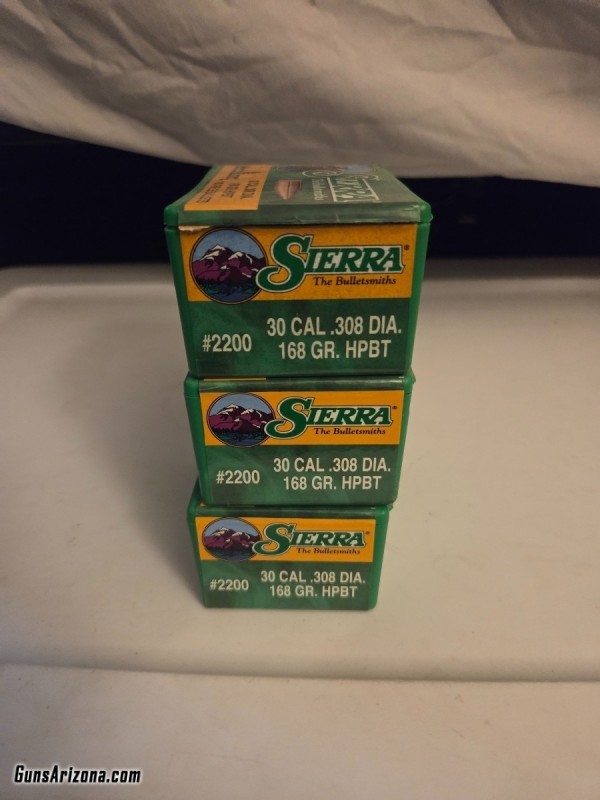 SIERRA
SIERRA®
The Bulletsmiths
#2200 30 CAL .308 DIA.
168 GR. HPBT
SIERRA®
The Bulletsmiths
#2200 30 CAL .308 DIA.
168 GR. HPBT
SIERRA®
The Bulletsmiths
#2200 30 CAL .308 DIA.
168 GR. HPBT
GunsArizona.com